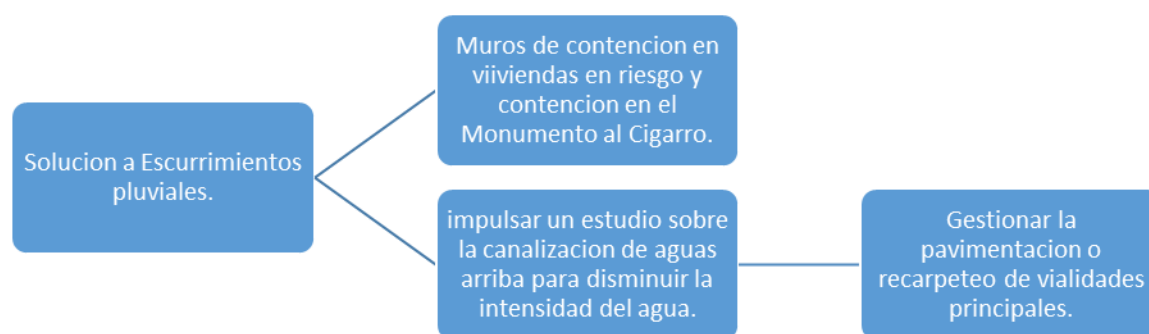 Solucion a Escurrimientos
pluviales.
Muros de contencion en
viiviendas en riesgo y
contencion en el
Monumento al Cigarro.
impulsar un estudio sobre
la canalizacion de aguas
arriba para disminuir la
intensidad del agua.
Gestionar la
pavimentacion o
recarpeteo de vialidades
principales.